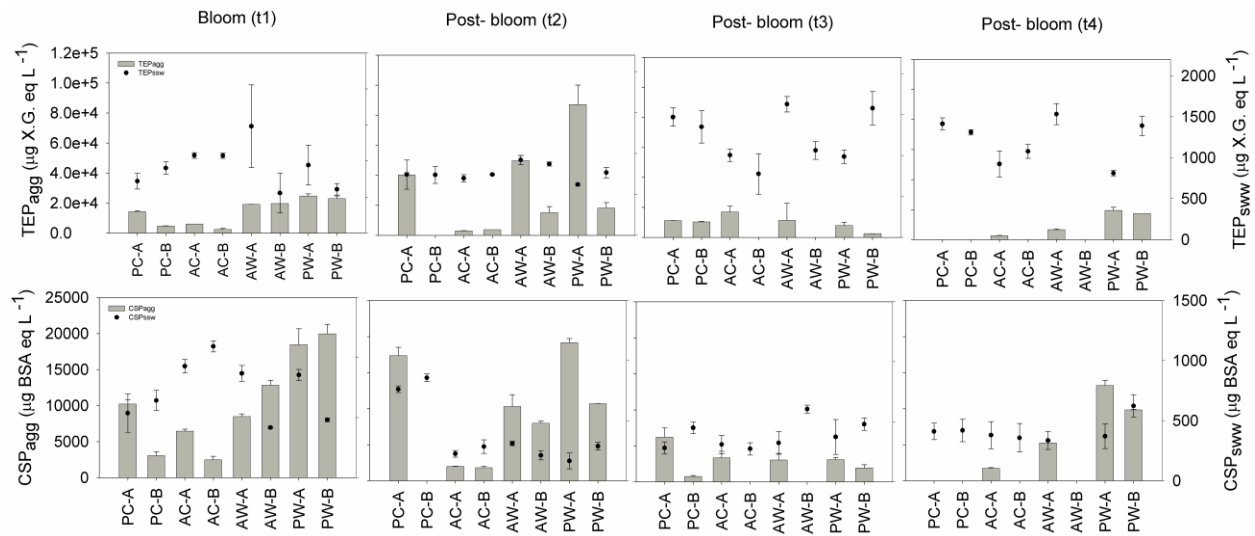 Bloom (t1)
Post- bloom (t2)
Post- bloom (t3)
Post- bloom (t4)
TEPagg (µg X.G. eq L⁻¹)
1.2e+5
1.0e+5
8.0e+4
6.0e+4
4.0e+4
2.0e+4
0.0
TEPagg
TEPssw
2000
1500
1000
500
0
TEPsww (µg X.G. eq L⁻¹)
PC-A PC-B AC-A AC-B AW-A AW-B PW-A PW-B
PC-A PC-B AC-A AC-B AW-A AW-B PW-A PW-B
PC-A PC-B AC-A AC-B AW-A AW-B PW-A PW-B
PC-A PC-B AC-A AC-B AW-A AW-B PW-A PW-B
CSPagg (µg BSA eq L⁻¹)
25000
20000
15000
10000
5000
0
CSPagg
CSPssw
1500
1000
500
0
CSPsww (µg BSA eq L⁻¹)
PC-A PC-B AC-A AC-B AW-A AW-B PW-A PW-B
PC-A PC-B AC-A AC-B AW-A AW-B PW-A PW-B
PC-A PC-B AC-A AC-B AW-A AW-B PW-A PW-B
PC-A PC-B AC-A AC-B AW-A AW-B PW-A PW-B